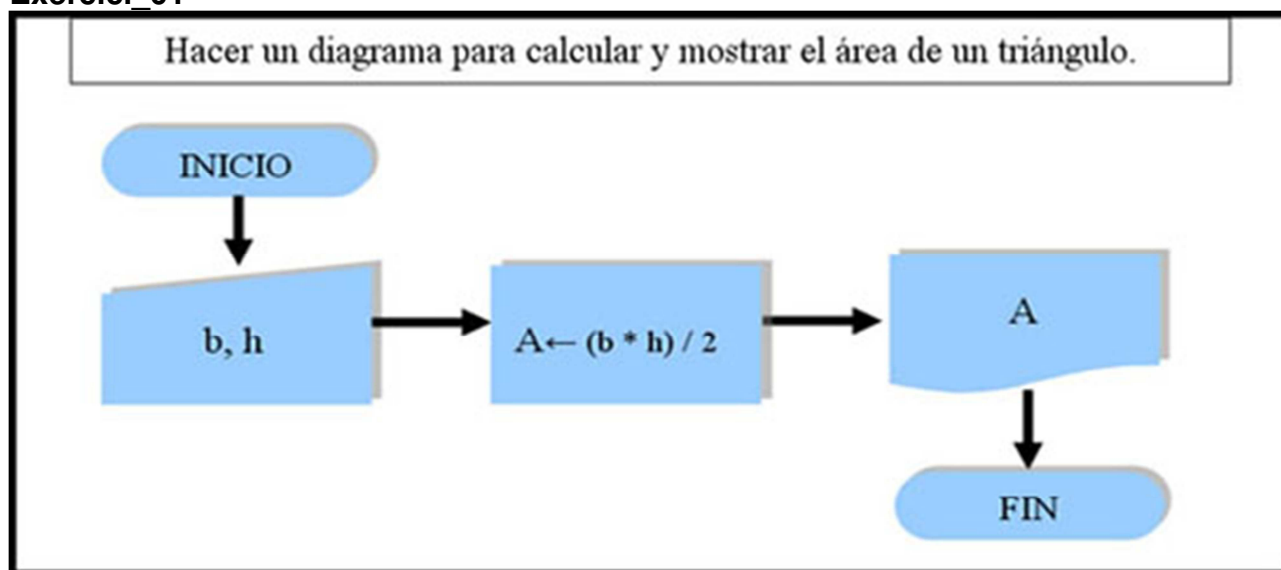 Hacer un diagrama para calcular y mostrar el área de un triángulo.
INICIO
b, h
A← (b * h) / 2
A
FIN